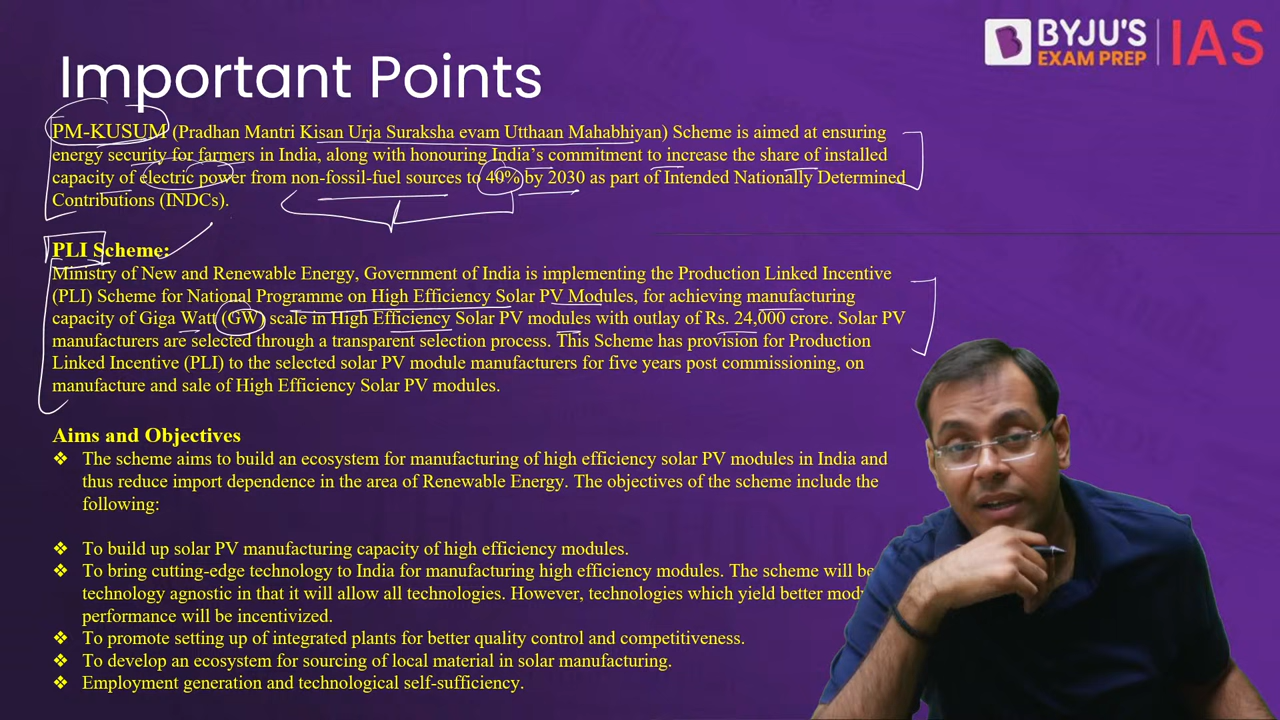 BYJU'S
EXAM PREP
IAS
Important Points
PM-KUSUM (Pradhan Mantri Kisan Urja Suraksha evam Utthaan Mahabhiyan) Scheme is aimed at ensuring
energy security for farmers in India, along with honouring India's commitment to increase the share of installed
capacity of electric power from non-fossil-fuel sources to 40% by 2030 as part of Intended Nationally Determined
Contributions (INDCs).
PLI Scheme:
Ministry of New and Renewable Energy, Government of India is implementing the Production Linked Incentive
(PLI) Scheme for National Programme on High Efficiency Solar PV Modules, for achieving manufacturing
capacity of Giga Watt (GW) scale in High Efficiency Solar PV modules with outlay of Rs. 24,000 crore. Solar PV
manufacturers are selected through a transparent selection process. This Scheme has provision for Production
Linked Incentive (PLI) to the selected solar PV module manufacturers for five years post commissioning, on
manufacture and sale of High Efficiency Solar PV modules.
Aims and Objectives
❖ The scheme aims to build an ecosystem for manufacturing of high efficiency solar PV modules in India and
thus reduce import dependence in the area of Renewable Energy. The objectives of the scheme include the
following:
❖ To build up solar PV manufacturing capacity of high efficiency modules.
❖ To bring cutting-edge technology to India for manufacturing high efficiency modules. The scheme will be
technology agnostic in that it will allow all technologies. However, technologies which yield better
performance will be incentivized.
❖ To promote setting up of integrated plants for better quality control and competitiveness.
❖ To develop an ecosystem for sourcing of local material in solar manufacturing.
❖ Employment generation and technological self-sufficiency.